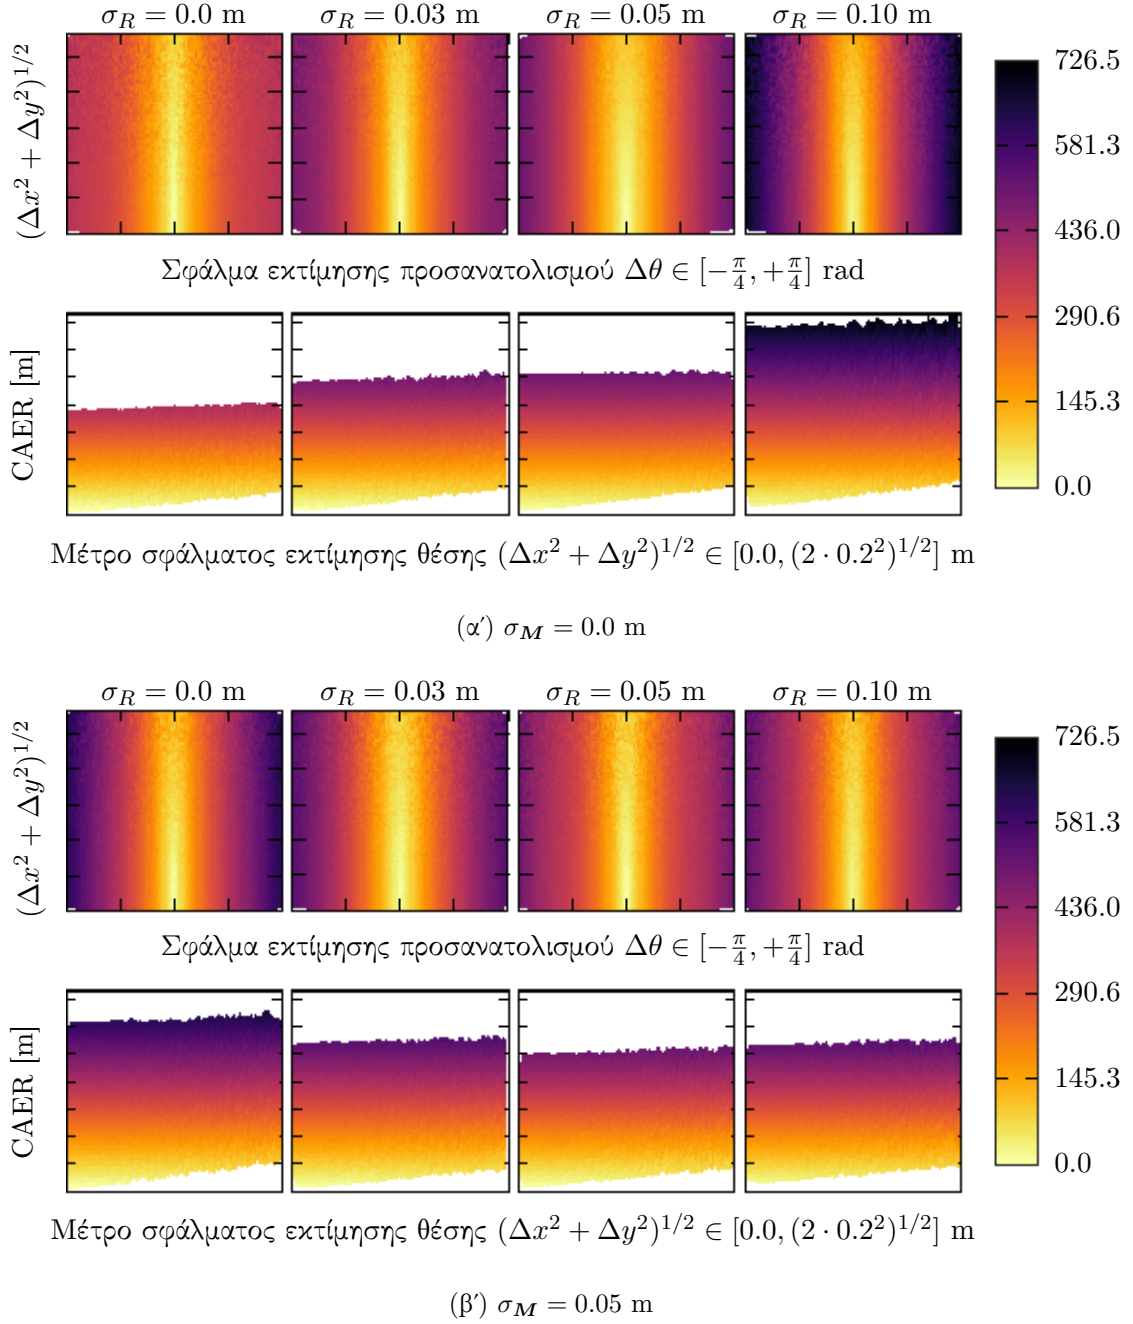 σ_R = 0.0 m σ_R = 0.03 m σ_R = 0.05 m σ_R = 0.10 m
(Δx² + Δy²)^{1/2}
726.5
581.3
436.0
290.6
145.3
0.0
Σφάλμα εκτίμησης προσανατολισμού Δθ ∈ [−π/4, +π/4] rad
CAER [m]
Μέτρο σφάλματος εκτίμησης θέσης (Δx² + Δy²)^{1/2} ∈ [0.0, (2 · 0.2²)^{1/2}] m
(α′) σ_M = 0.0 m
σ_R = 0.0 m σ_R = 0.03 m σ_R = 0.05 m σ_R = 0.10 m
(Δx² + Δy²)^{1/2}
726.5
581.3
436.0
290.6
145.3
0.0
Σφάλμα εκτίμησης προσανατολισμού Δθ ∈ [−π/4, +π/4] rad
CAER [m]
Μέτρο σφάλματος εκτίμησης θέσης (Δx² + Δy²)^{1/2} ∈ [0.0, (2 · 0.2²)^{1/2}] m
(β′) σ_M = 0.05 m